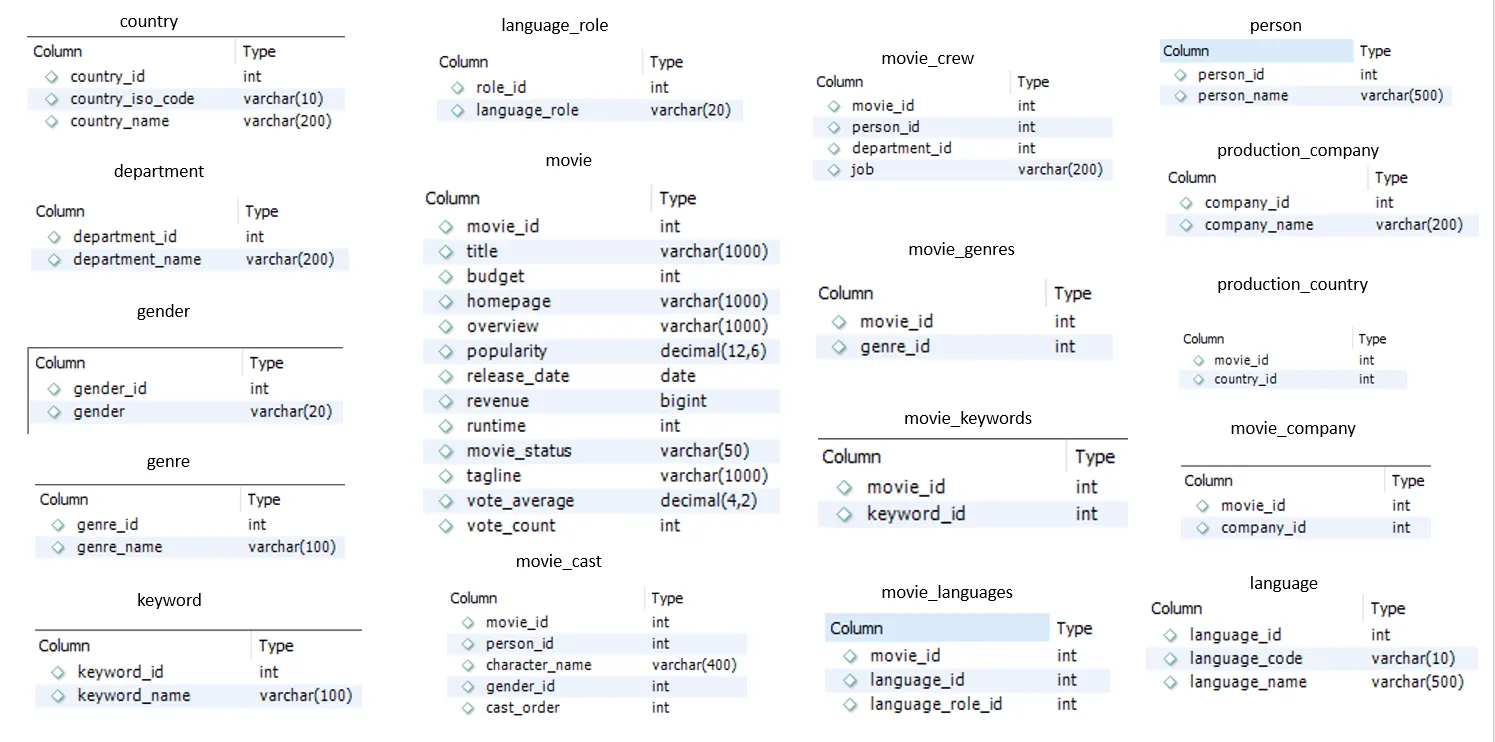 country
Column Type
country_id int
country_iso_code varchar(10)
country_name varchar(200)
department
Column Type
department_id int
department_name varchar(200)
gender
Column Type
gender_id int
gender varchar(20)
genre
Column Type
genre_id int
genre_name varchar(100)
keyword
Column Type
keyword_id int
keyword_name varchar(100)
language_role
Column Type
role_id int
language_role varchar(20)
movie
Column Type
movie_id int
title varchar(1000)
budget int
homepage varchar(1000)
overview varchar(1000)
popularity decimal(12,6)
release_date date
revenue bigint
runtime int
movie_status varchar(50)
tagline varchar(1000)
vote_average decimal(4,2)
vote_count int
movie_cast
Column Type
movie_id int
person_id int
character_name varchar(400)
gender_id int
cast_order int
movie_crew
Column Type
movie_id int
person_id int
department_id int
job varchar(200)
movie_genres
Column Type
movie_id int
genre_id int
movie_keywords
Column Type
movie_id int
keyword_id int
movie_languages
Column Type
movie_id int
language_id int
language_role_id int
person
Column Type
person_id int
person_name varchar(500)
production_company
Column Type
company_id int
company_name varchar(200)
production_country
Column Type
movie_id int
country_id int
movie_company
Column Type
movie_id int
company_id int
language
Column Type
language_id int
language_code varchar(10)
language_name varchar(500)